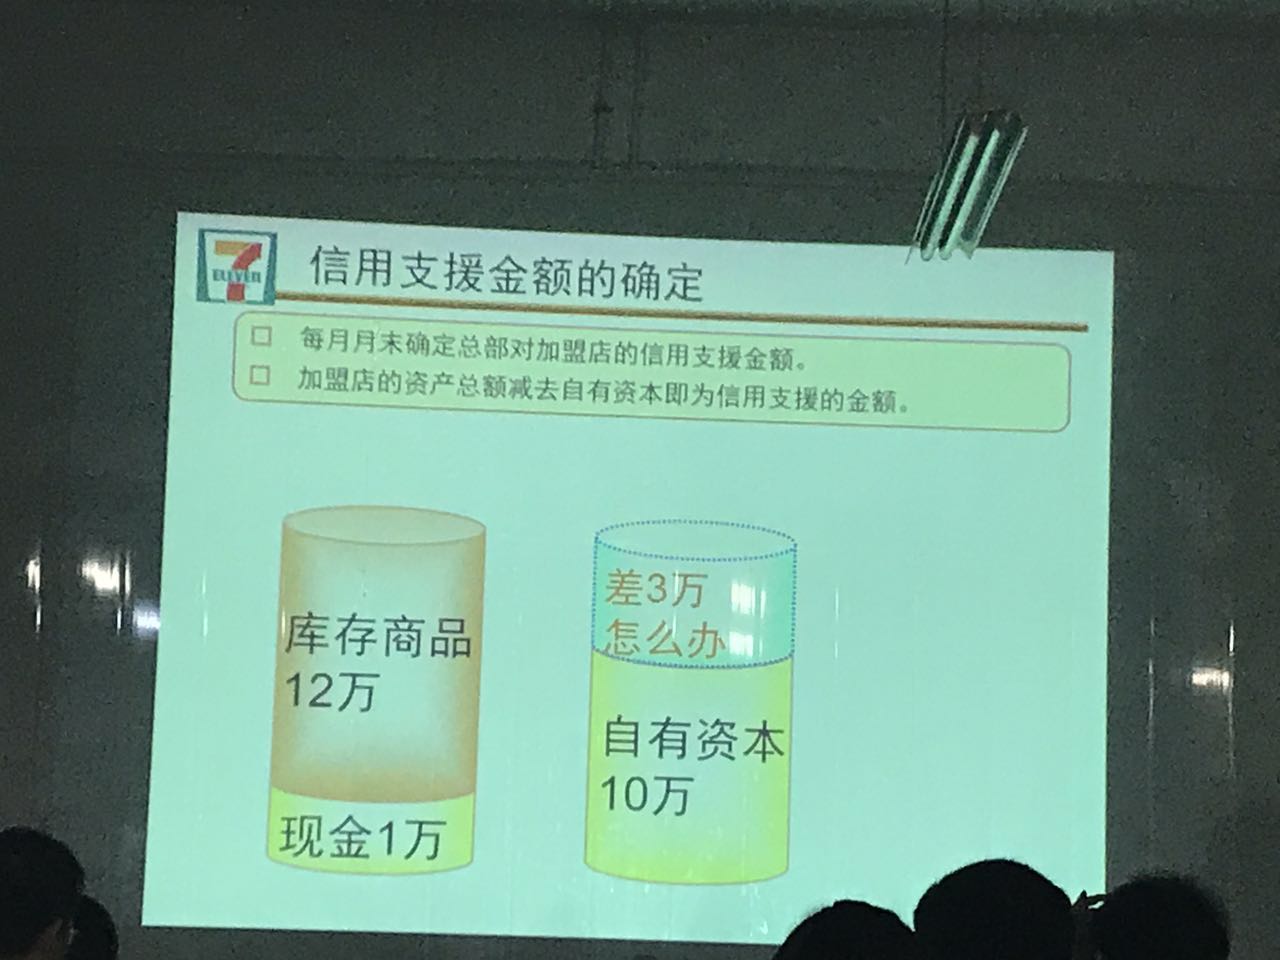 7
ELEVEN
信用支援金额的确定
每月月末确定总部对加盟店的信用支援金额。
加盟店的资产总额减去自有资本即为信用支援的金额。
库存商品
12万
现金1万
差3万
怎么办
自有资本
10万